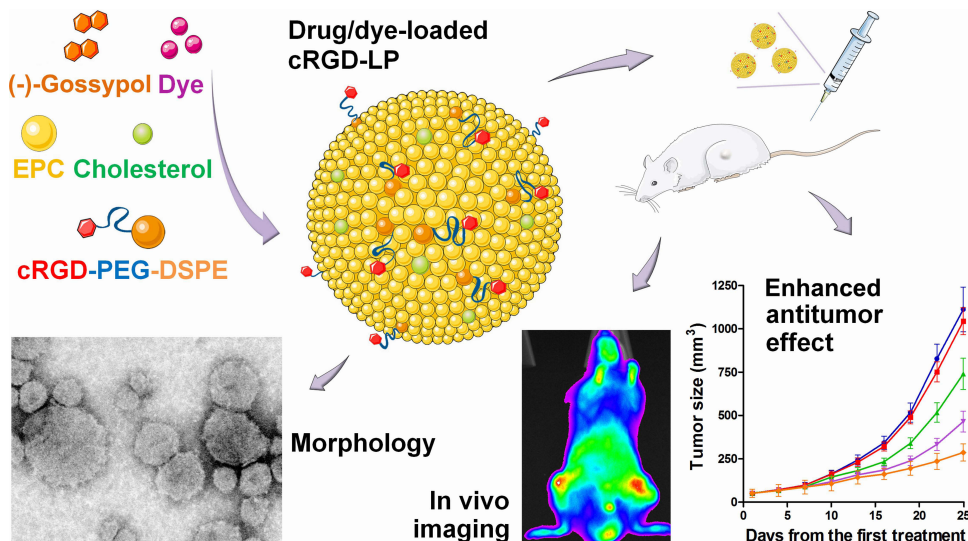 Drug/dye-loaded
cRGD-LP
(-)-Gossypol Dye
EPC Cholesterol
cRGD-PEG-DSPE
Morphology
In vivo
imaging
Enhanced
antitumor
effect
Tumor size (mm³)
1250
1000
750
500
250
0
0 5 10 15 20 25
Days from the first treatment